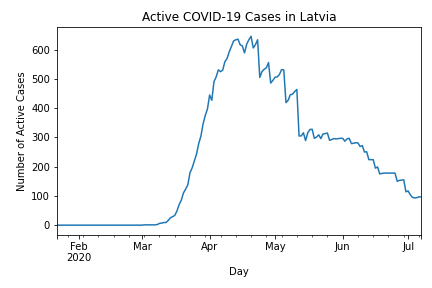 Active COVID-19 Cases in Latvia
Number of Active Cases
600
500
400
300
200
100
0
Feb
2020
Mar
Apr
May
Jun
Jul
Day